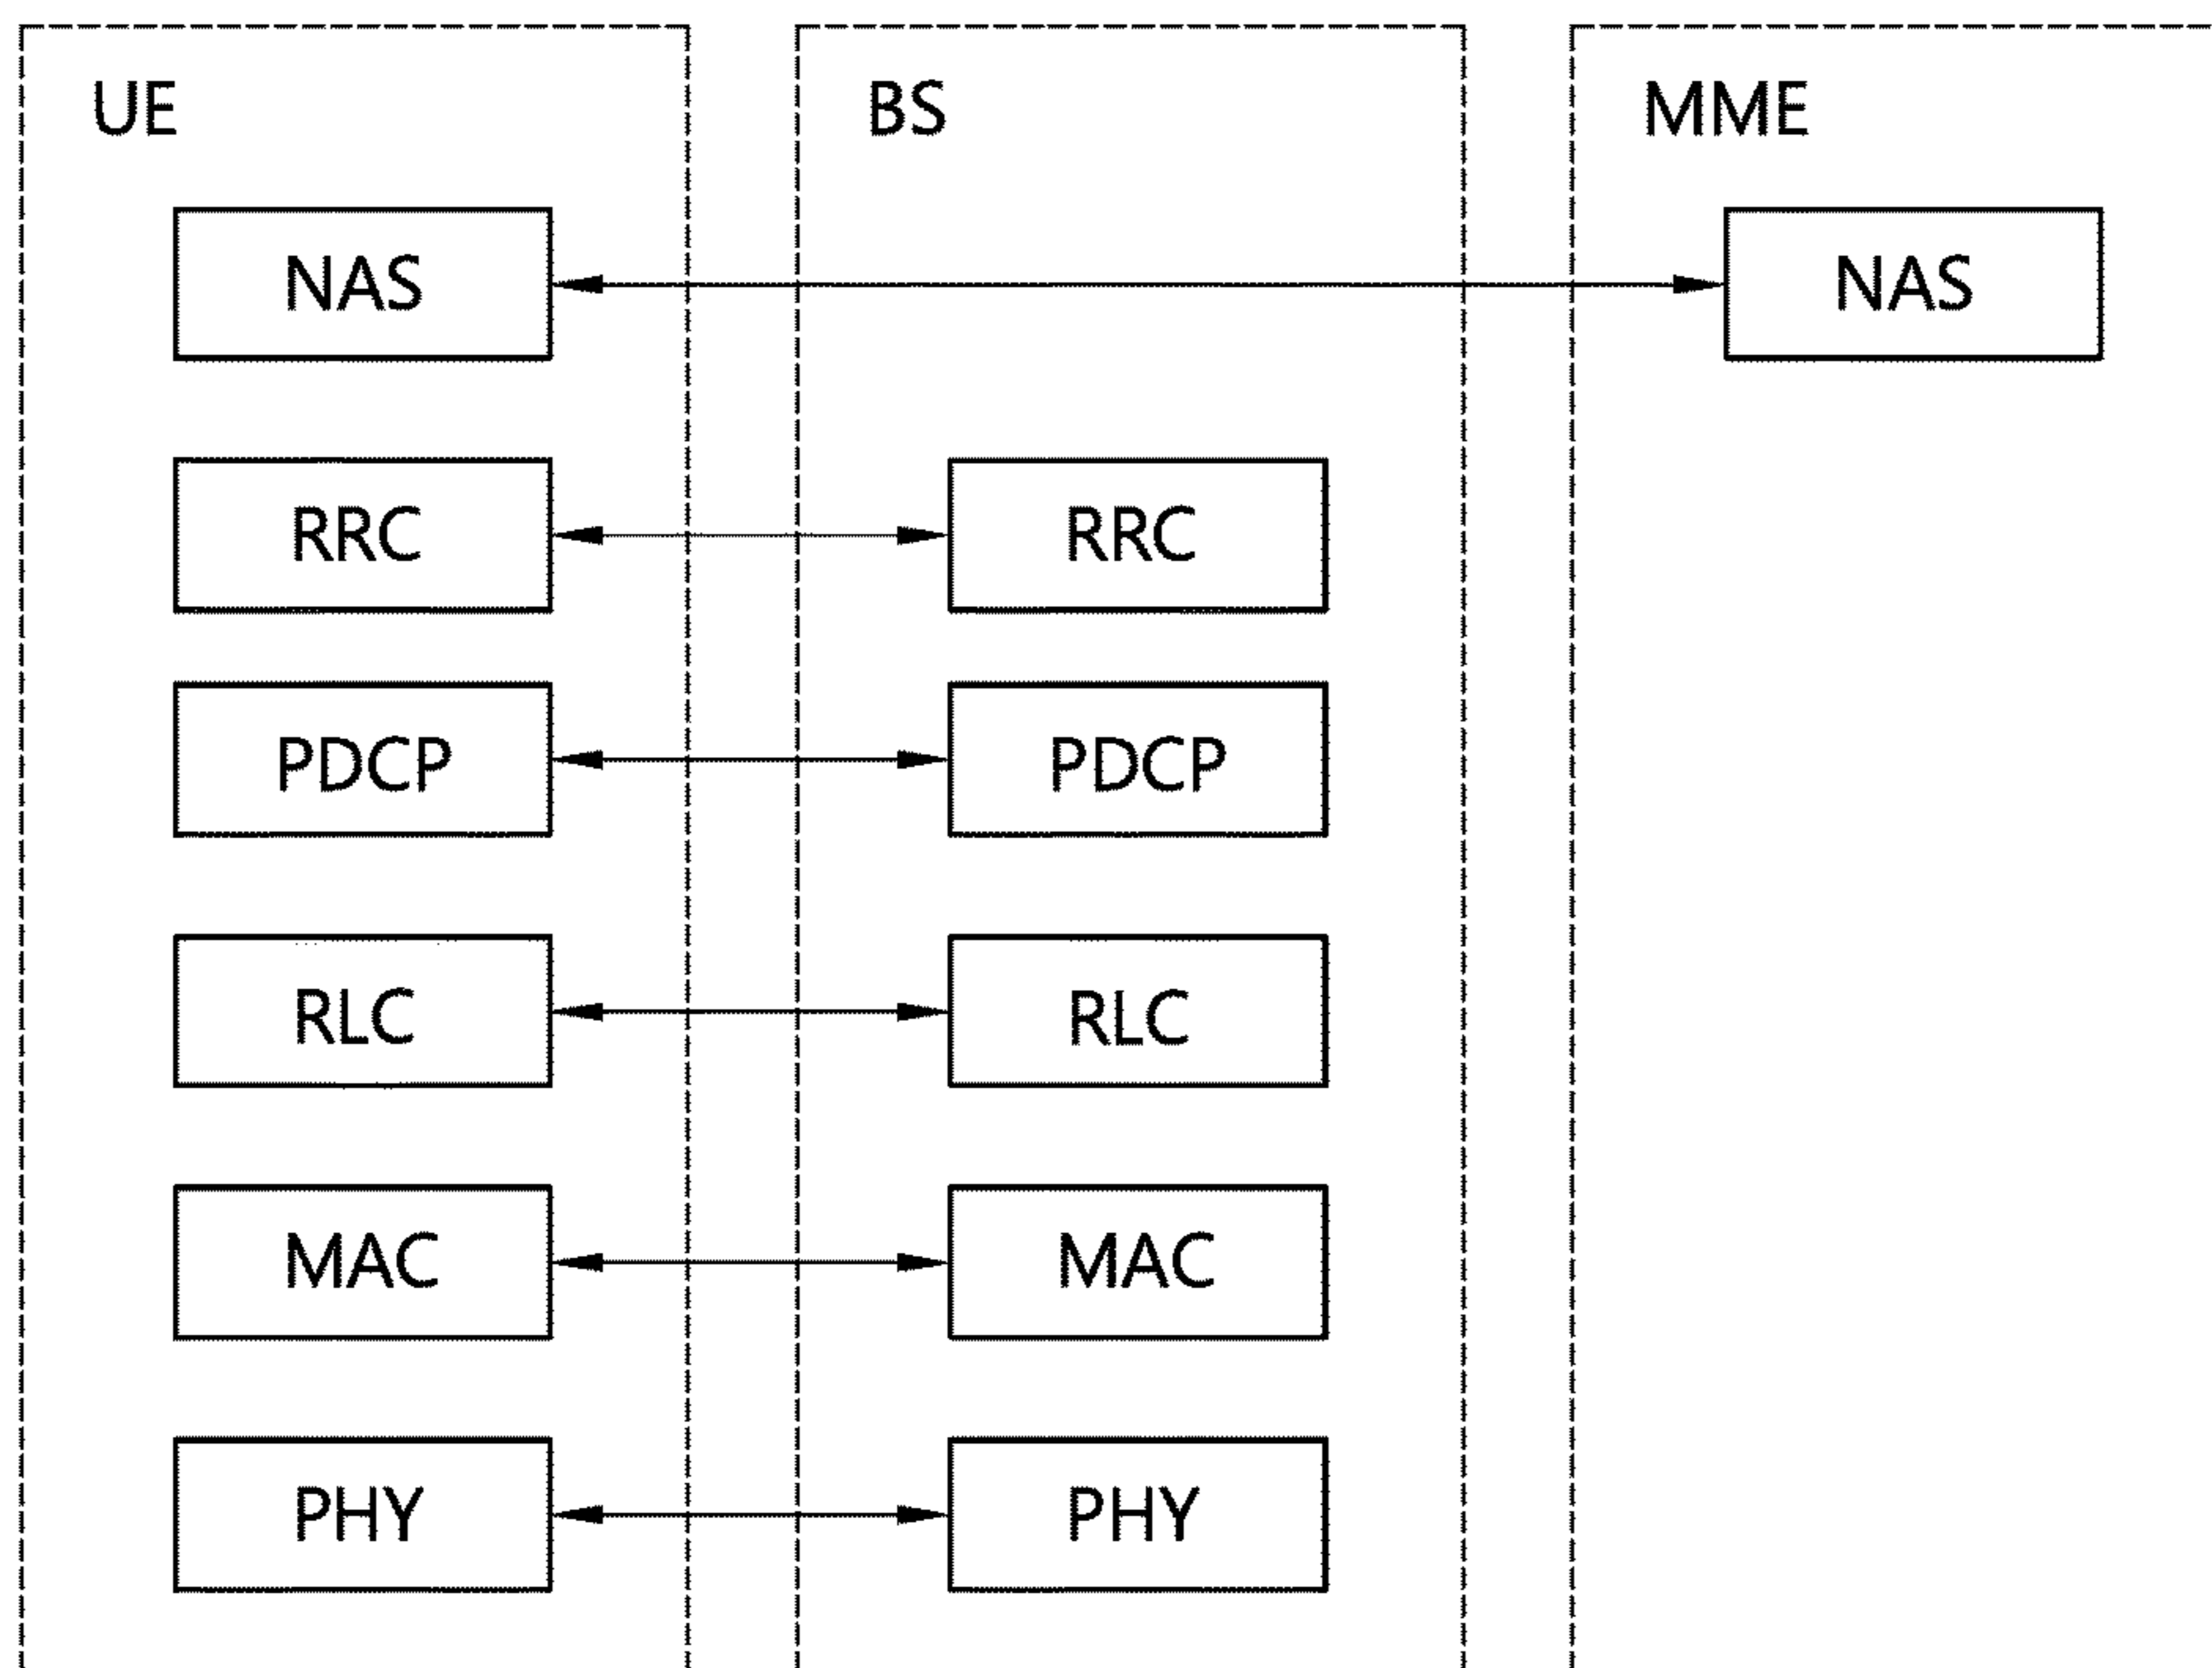 UE BS MME
NAS NAS
RRC RRC
PDCP PDCP
RLC RLC
MAC MAC
PHY PHY